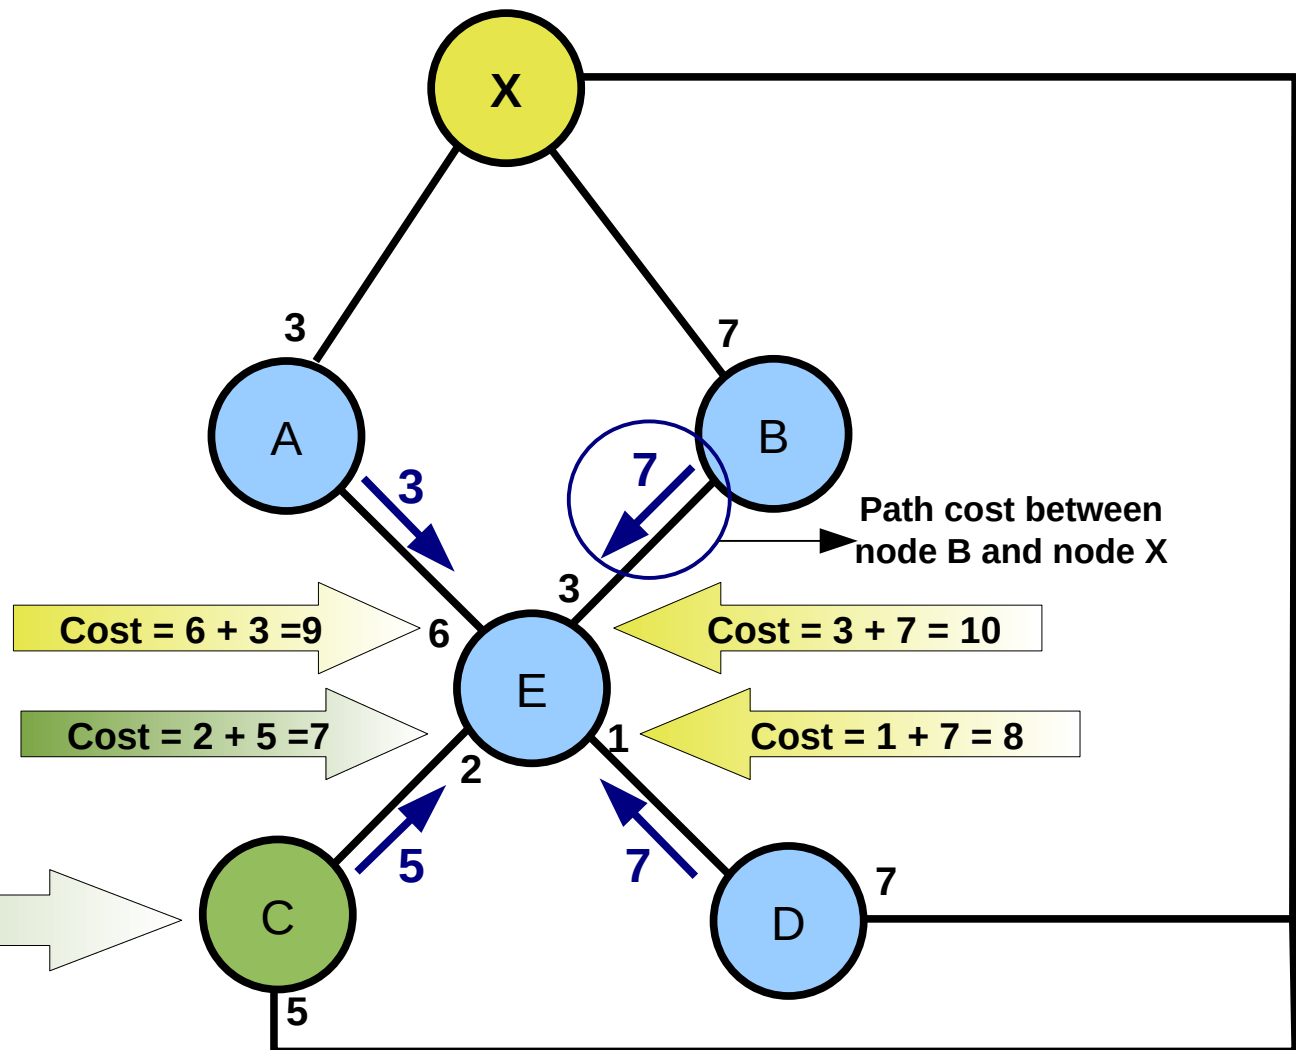 X
3
7
A
B
3
7
Path cost between
node B and node X
3
Cost = 6 + 3 =9
6
Cost = 3 + 7 = 10
E
Cost = 2 + 5 =7
1
Cost = 1 + 7 = 8
2
5
7
7
C
D
5